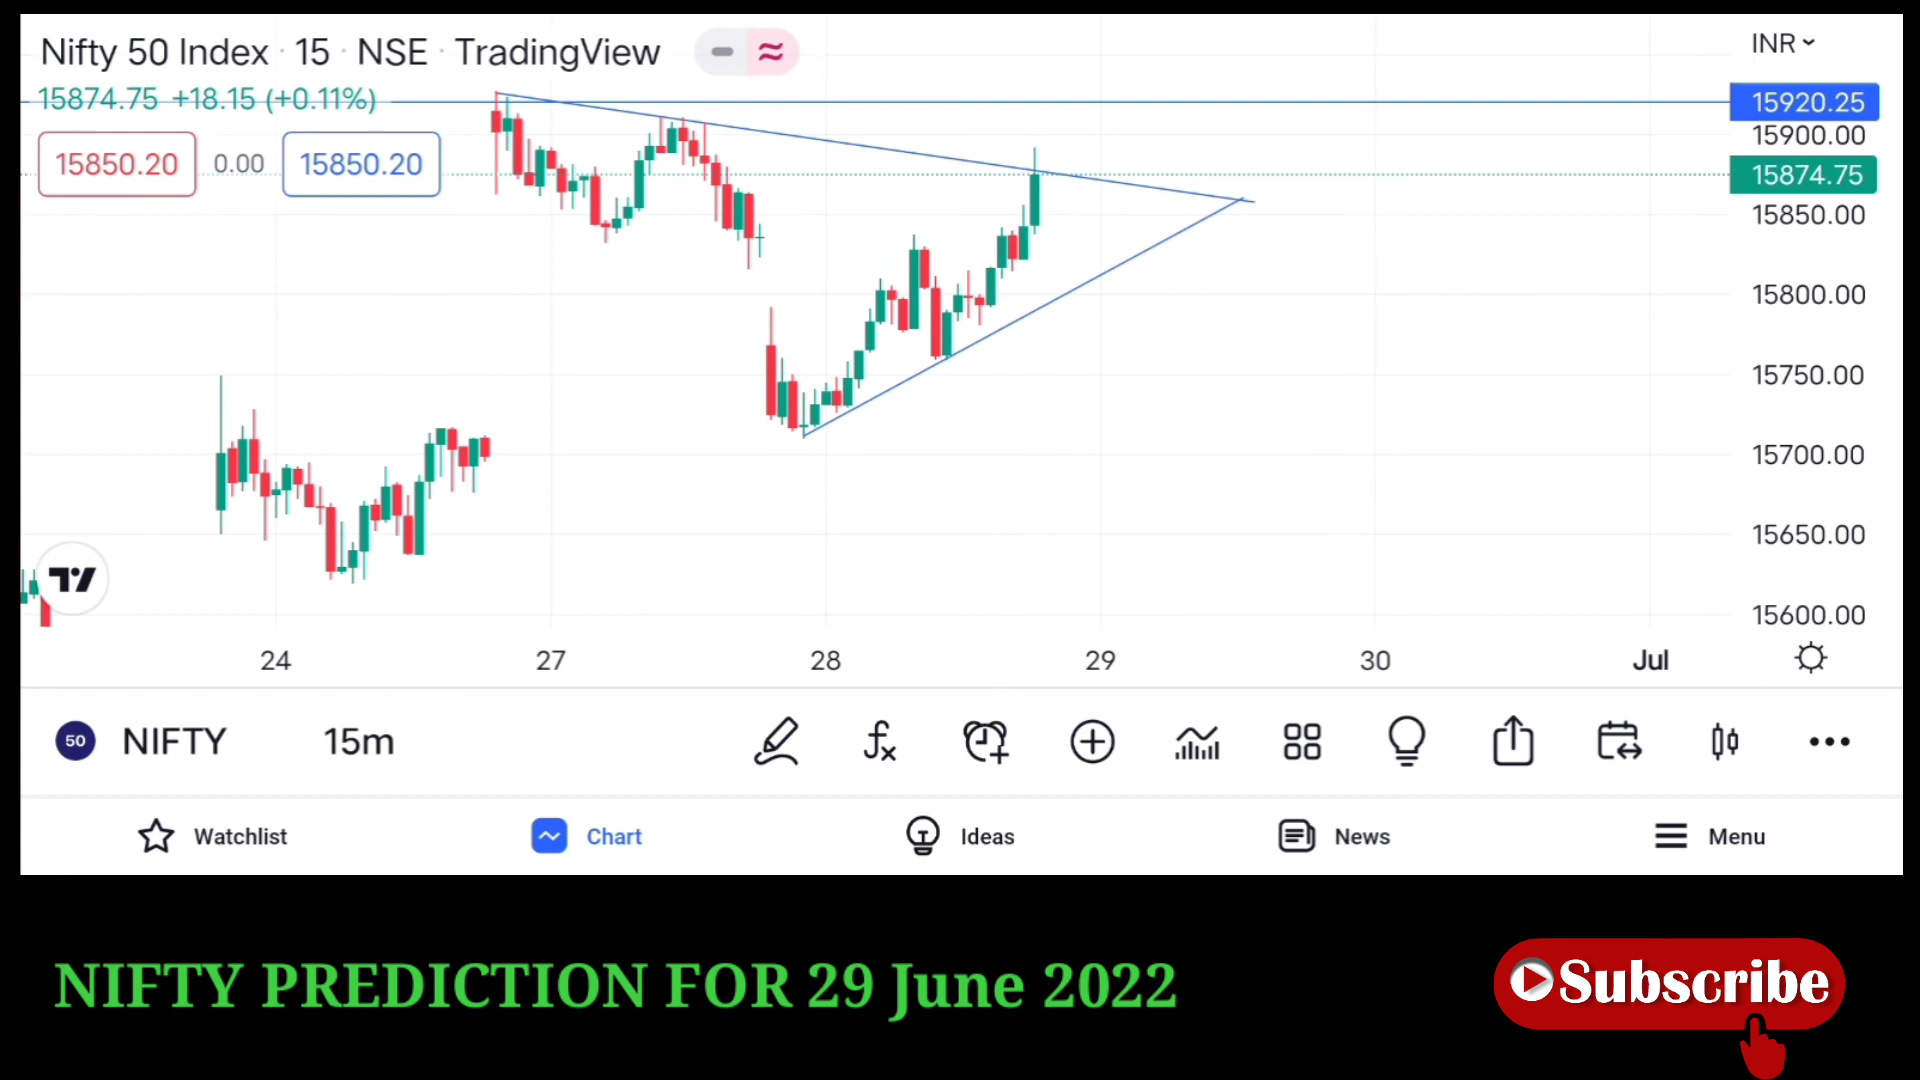 Nifty 50 Index · 15 · NSE · TradingView
INR
15874.75 +18.15 (+0.11%)
15850.20 0.00 15850.20
15920.25
15900.00
15874.75
15850.00
15800.00
15750.00
15700.00
15650.00
15600.00
24 27 28 29 30 Jul
50 NIFTY 15m
Watchlist Chart Ideas News Menu
NIFTY PREDICTION FOR 29 June 2022
Subscribe